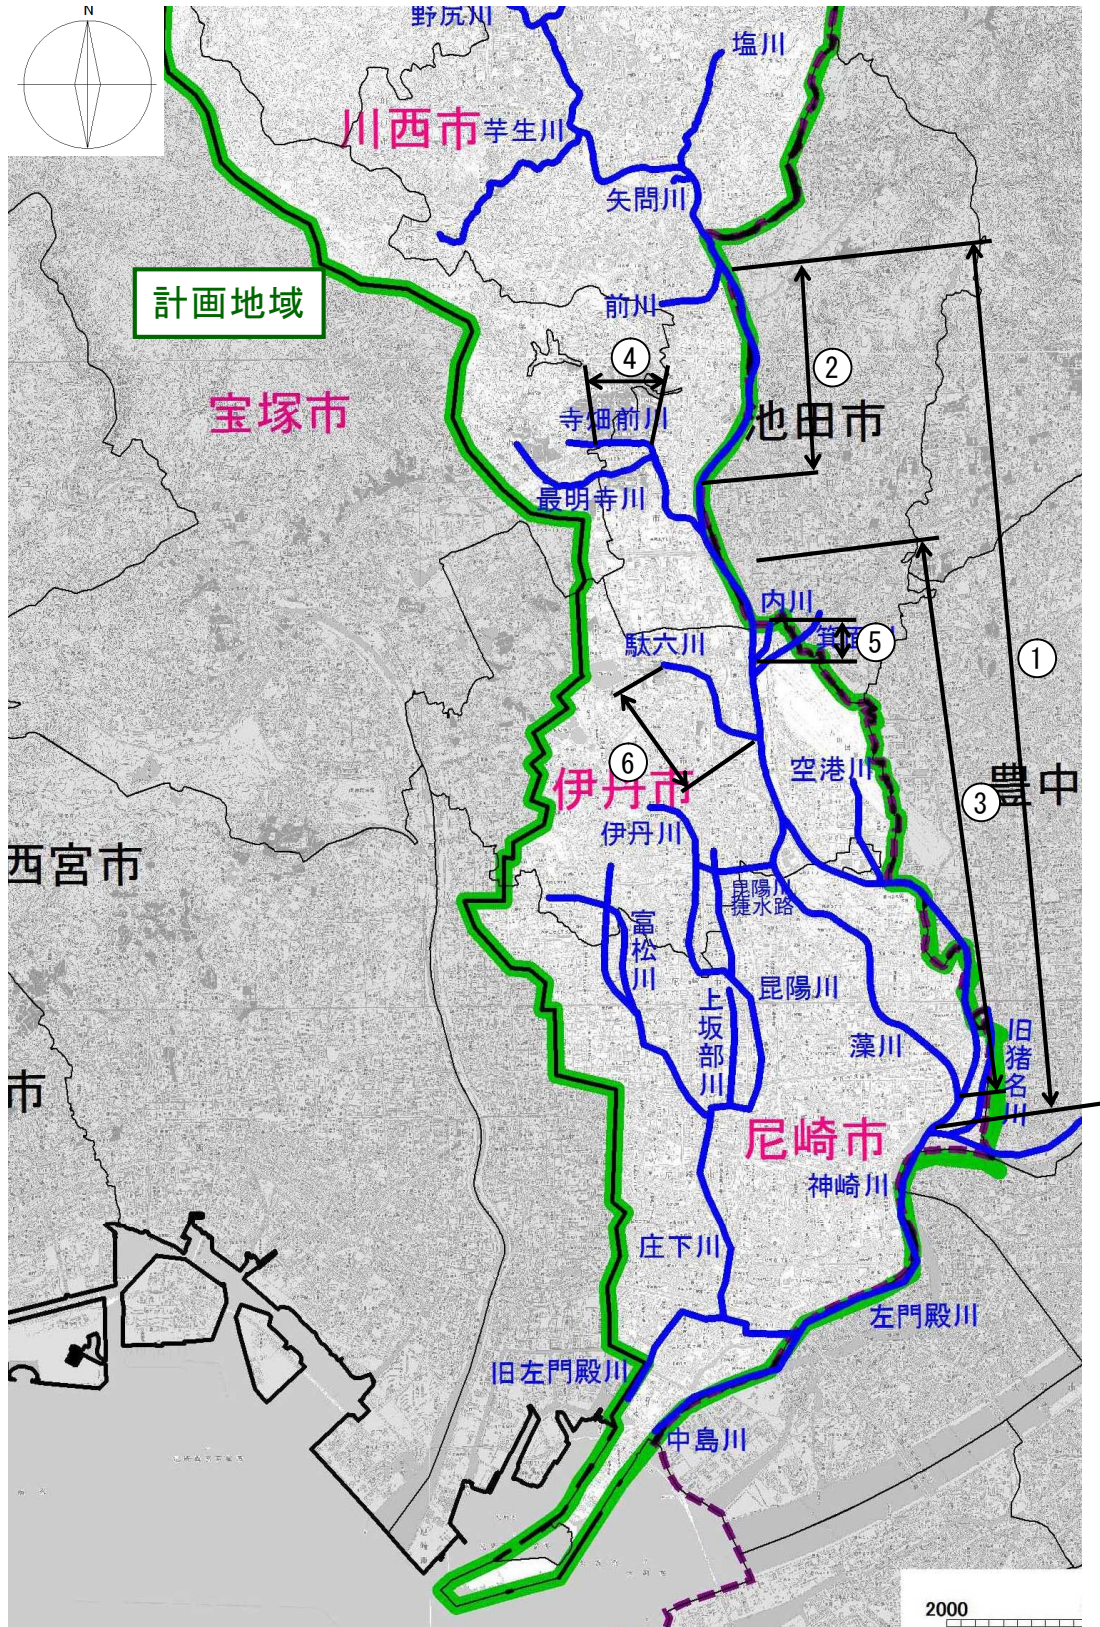 N
野尻川
塩川
川西市
芋生川
矢問川
計画地域
前川
②
④
宝塚市
池田市
寺畑前川
最明寺川
内川
駄六川
⑤
①
⑥
伊丹市
空港川
豊中
③
伊丹川
西宮市
昆陽川
捷水路
富松川
昆陽川
上坂部川
藻川
旧猪名川
市
尼崎市
神崎川
庄下川
左門殿川
旧左門殿川
中島川
2000